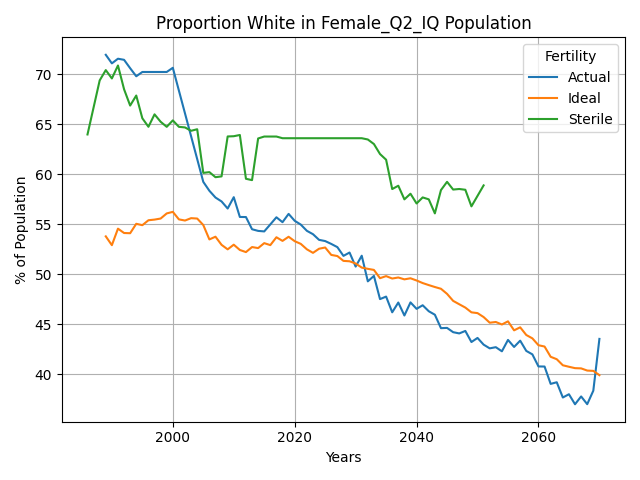 Proportion White in Female_Q2_IQ Population
Fertility
Actual
Ideal
Sterile
% of Population
70
65
60
55
50
45
40
2000
2020
2040
2060
Years